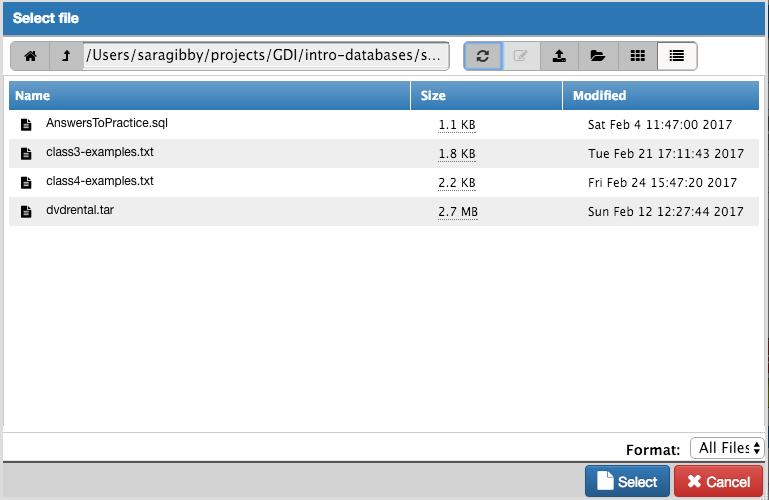 Select file
/Users/saragibby/projects/GDI/intro-databases/s...
Name Size Modified
AnswersToPractice.sql 1.1 KB Sat Feb 4 11:47:00 2017
class3-examples.txt 1.8 KB Tue Feb 21 17:11:43 2017
class4-examples.txt 2.2 KB Fri Feb 24 15:47:20 2017
dvdrental.tar 2.7 MB Sun Feb 12 12:27:44 2017
Format: All Files
Select Cancel